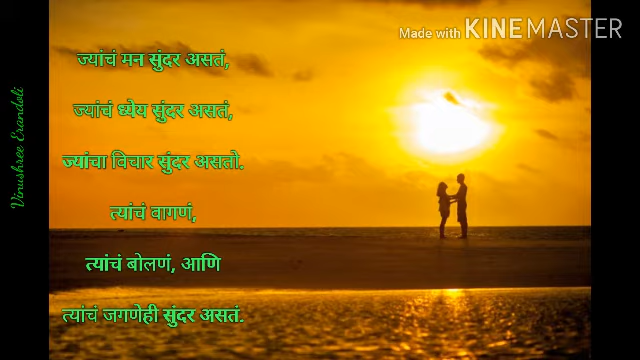 Made with KINEMASTER
ज्यांचं मन सुंदर असतं,
ज्यांचं ध्येय सुंदर असतं,
ज्यांचा विचार सुंदर असतो.
त्यांचं वागणं,
त्यांचं बोलणं, आणि
त्यांचं जगणेही सुंदर असतं.
Vinushree Erandoli